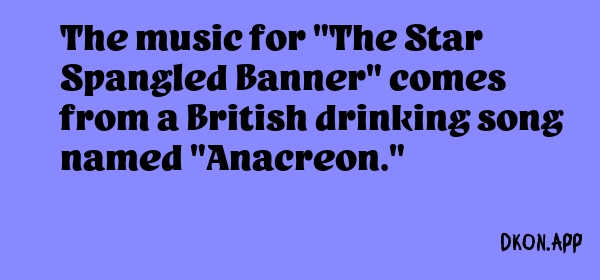 The music for "The Star
Spangled Banner" comes
from a British drinking song
named "Anacreon."
DKON.APP